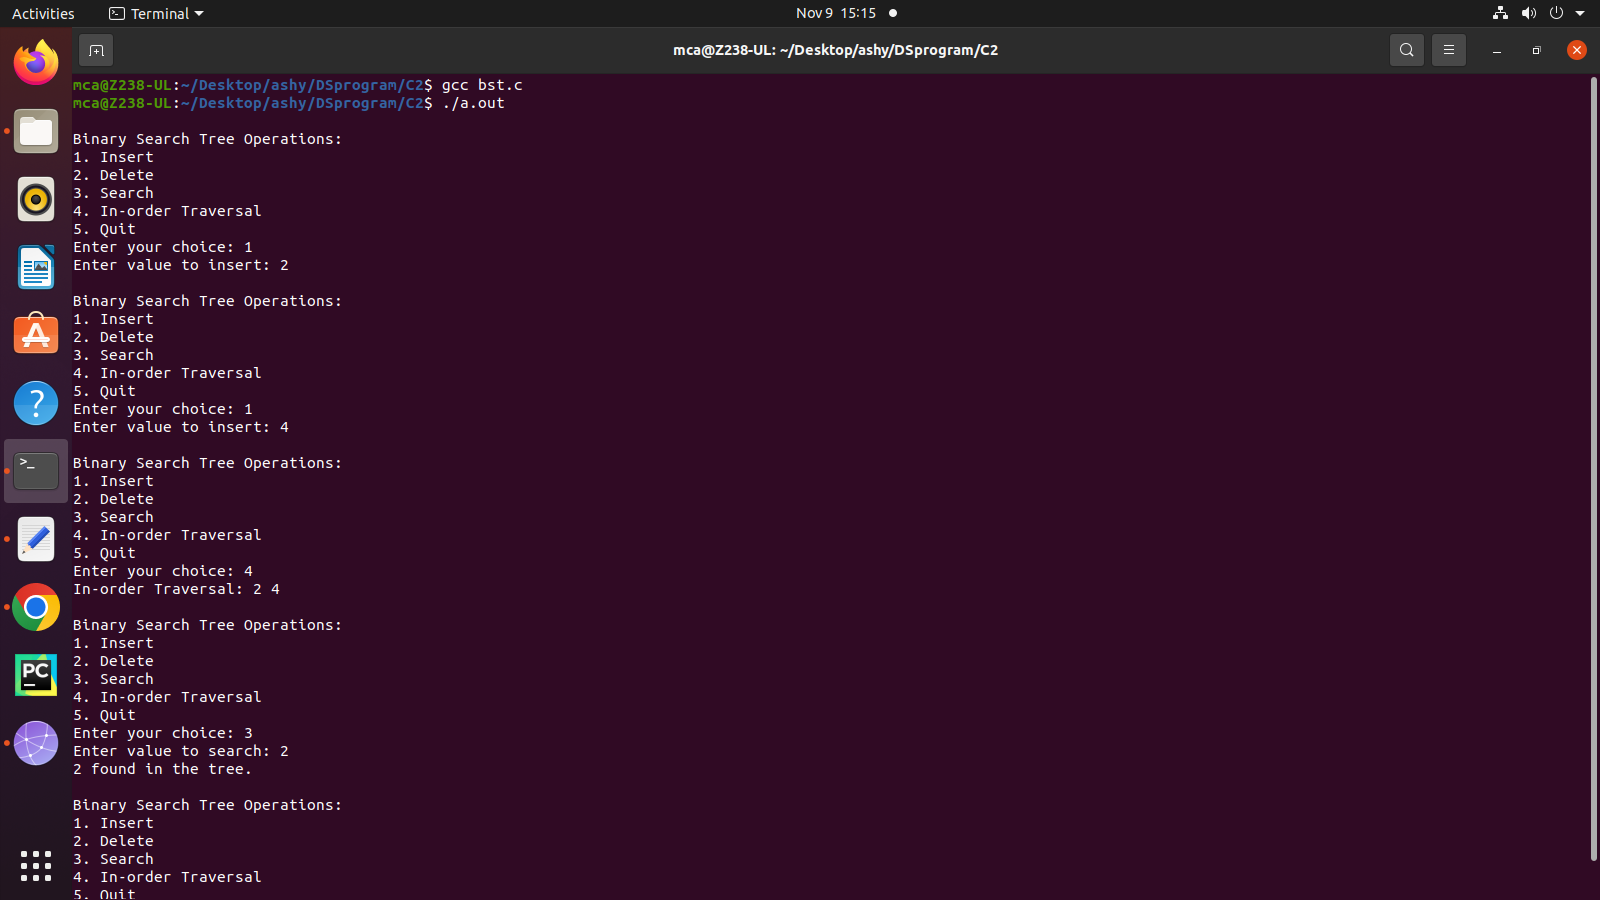 Activities
Terminal
Nov 9 15:15
mca@Z238-UL: ~/Desktop/ashy/DSprogram/C2
mca@Z238-UL:~/Desktop/ashy/DSprogram/C2$ gcc bst.c
mca@Z238-UL:~/Desktop/ashy/DSprogram/C2$ ./a.out
Binary Search Tree Operations:
1. Insert
2. Delete
3. Search
4. In-order Traversal
5. Quit
Enter your choice: 1
Enter value to insert: 2
Binary Search Tree Operations:
1. Insert
2. Delete
3. Search
4. In-order Traversal
5. Quit
Enter your choice: 1
Enter value to insert: 4
Binary Search Tree Operations:
1. Insert
2. Delete
3. Search
4. In-order Traversal
5. Quit
Enter your choice: 4
In-order Traversal: 2 4
Binary Search Tree Operations:
1. Insert
2. Delete
3. Search
4. In-order Traversal
5. Quit
Enter your choice: 3
Enter value to search: 2
2 found in the tree.
Binary Search Tree Operations:
1. Insert
2. Delete
3. Search
4. In-order Traversal
5. Quit
?
>_
PC